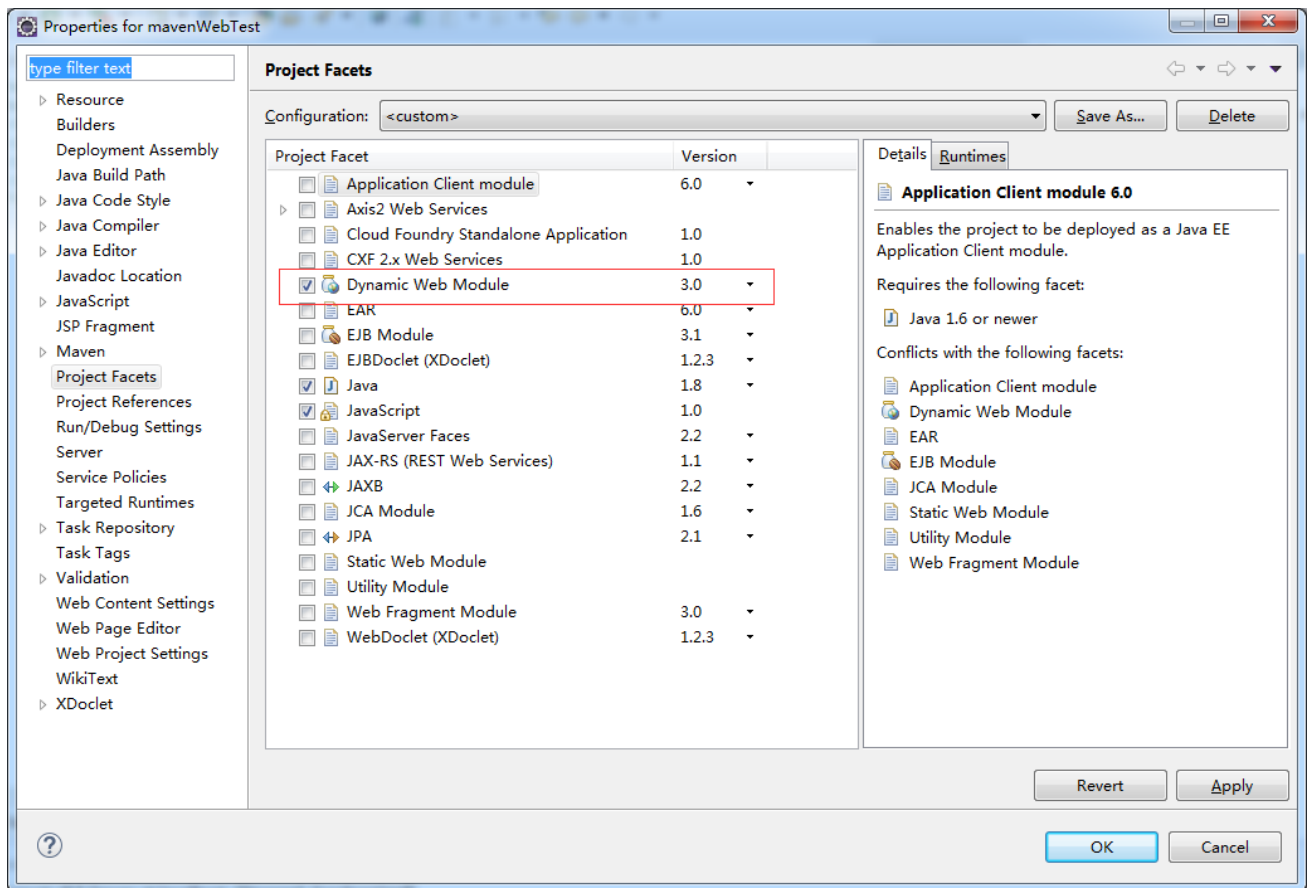 Properties for mavenWebTest
type filter text
Resource
Builders
Deployment Assembly
Java Build Path
Java Code Style
Java Compiler
Java Editor
Javadoc Location
JavaScript
JSP Fragment
Maven
Project Facets
Project References
Run/Debug Settings
Server
Service Policies
Targeted Runtimes
Task Repository
Task Tags
Validation
Web Content Settings
Web Page Editor
Web Project Settings
WikiText
XDoclet
Project Facets
Configuration: <custom> Save As... Delete
Project Facet Version
Application Client module 6.0
Axis2 Web Services
Cloud Foundry Standalone Application 1.0
CXF 2.x Web Services 1.0
Dynamic Web Module 3.0
EAR 6.0
EJB Module 3.1
EJBDoclet (XDoclet) 1.2.3
Java 1.8
JavaScript 1.0
JavaServer Faces 2.2
JAX-RS (REST Web Services) 1.1
JAXB 2.2
JCA Module 1.6
JPA 2.1
Static Web Module
Utility Module
Web Fragment Module 3.0
WebDoclet (XDoclet) 1.2.3
Details Runtimes
Application Client module 6.0
Enables the project to be deployed as a Java EE
Application Client module.
Requires the following facet:
Java 1.6 or newer
Conflicts with the following facets:
Application Client module
Dynamic Web Module
EAR
EJB Module
JCA Module
Static Web Module
Utility Module
Web Fragment Module
Revert Apply
OK Cancel